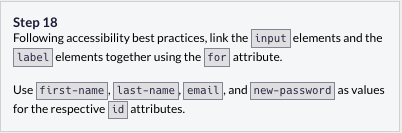 Step 18
Following accessibility best practices, link the input elements and the
label elements together using the for attribute.
Use first-name, last-name, email, and new-password as values
for the respective id attributes.